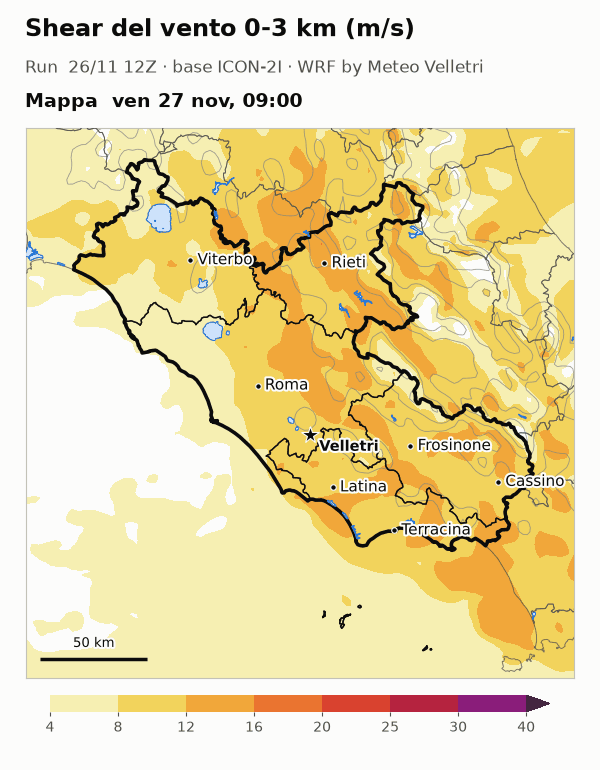 Shear del vento 0-3 km (m/s)
Run  26/11 12Z · base ICON-2I · WRF by Meteo Velletri
Mappa  ven 27 nov, 09:00
Viterbo
Rieti
Roma
Velletri
Frosinone
Cassino
Latina
Terracina
50 km
4 8 12 16 20 25 30 40